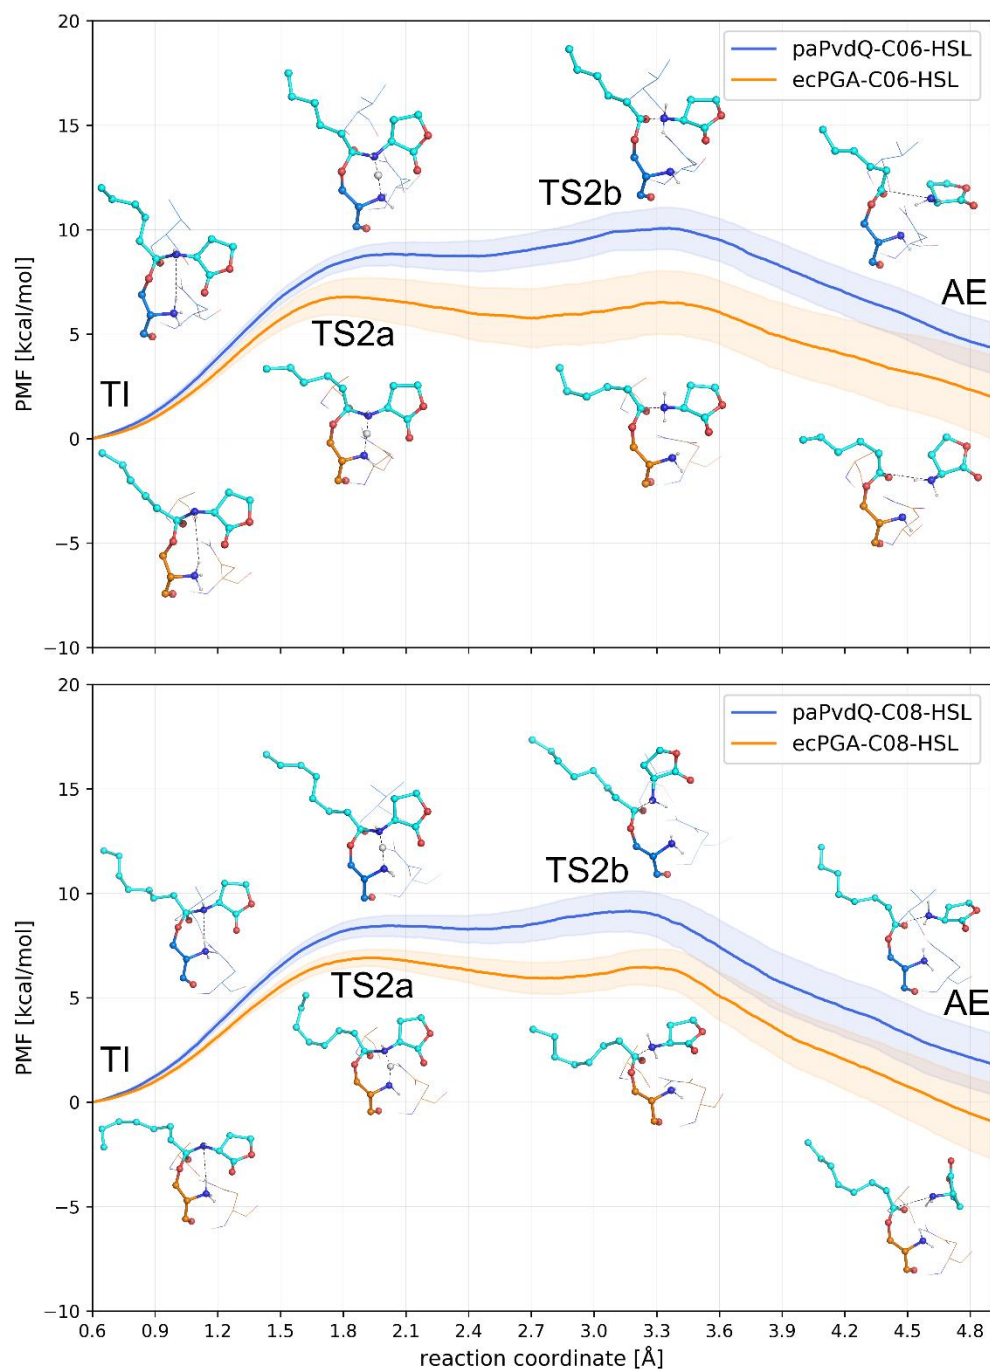 20
15
10
5
0
−5
−10
PMF [kcal/mol]
paPvdQ-C06-HSL
ecPGA-C06-HSL
TS2b
AE
TS2a
TI
20
15
10
5
0
−5
−10
PMF [kcal/mol]
paPvdQ-C08-HSL
ecPGA-C08-HSL
TS2b
TS2a
AE
TI
0.6 0.9 1.2 1.5 1.8 2.1 2.4 2.7 3.0 3.3 3.6 3.9 4.2 4.5 4.8
reaction coordinate [Å]